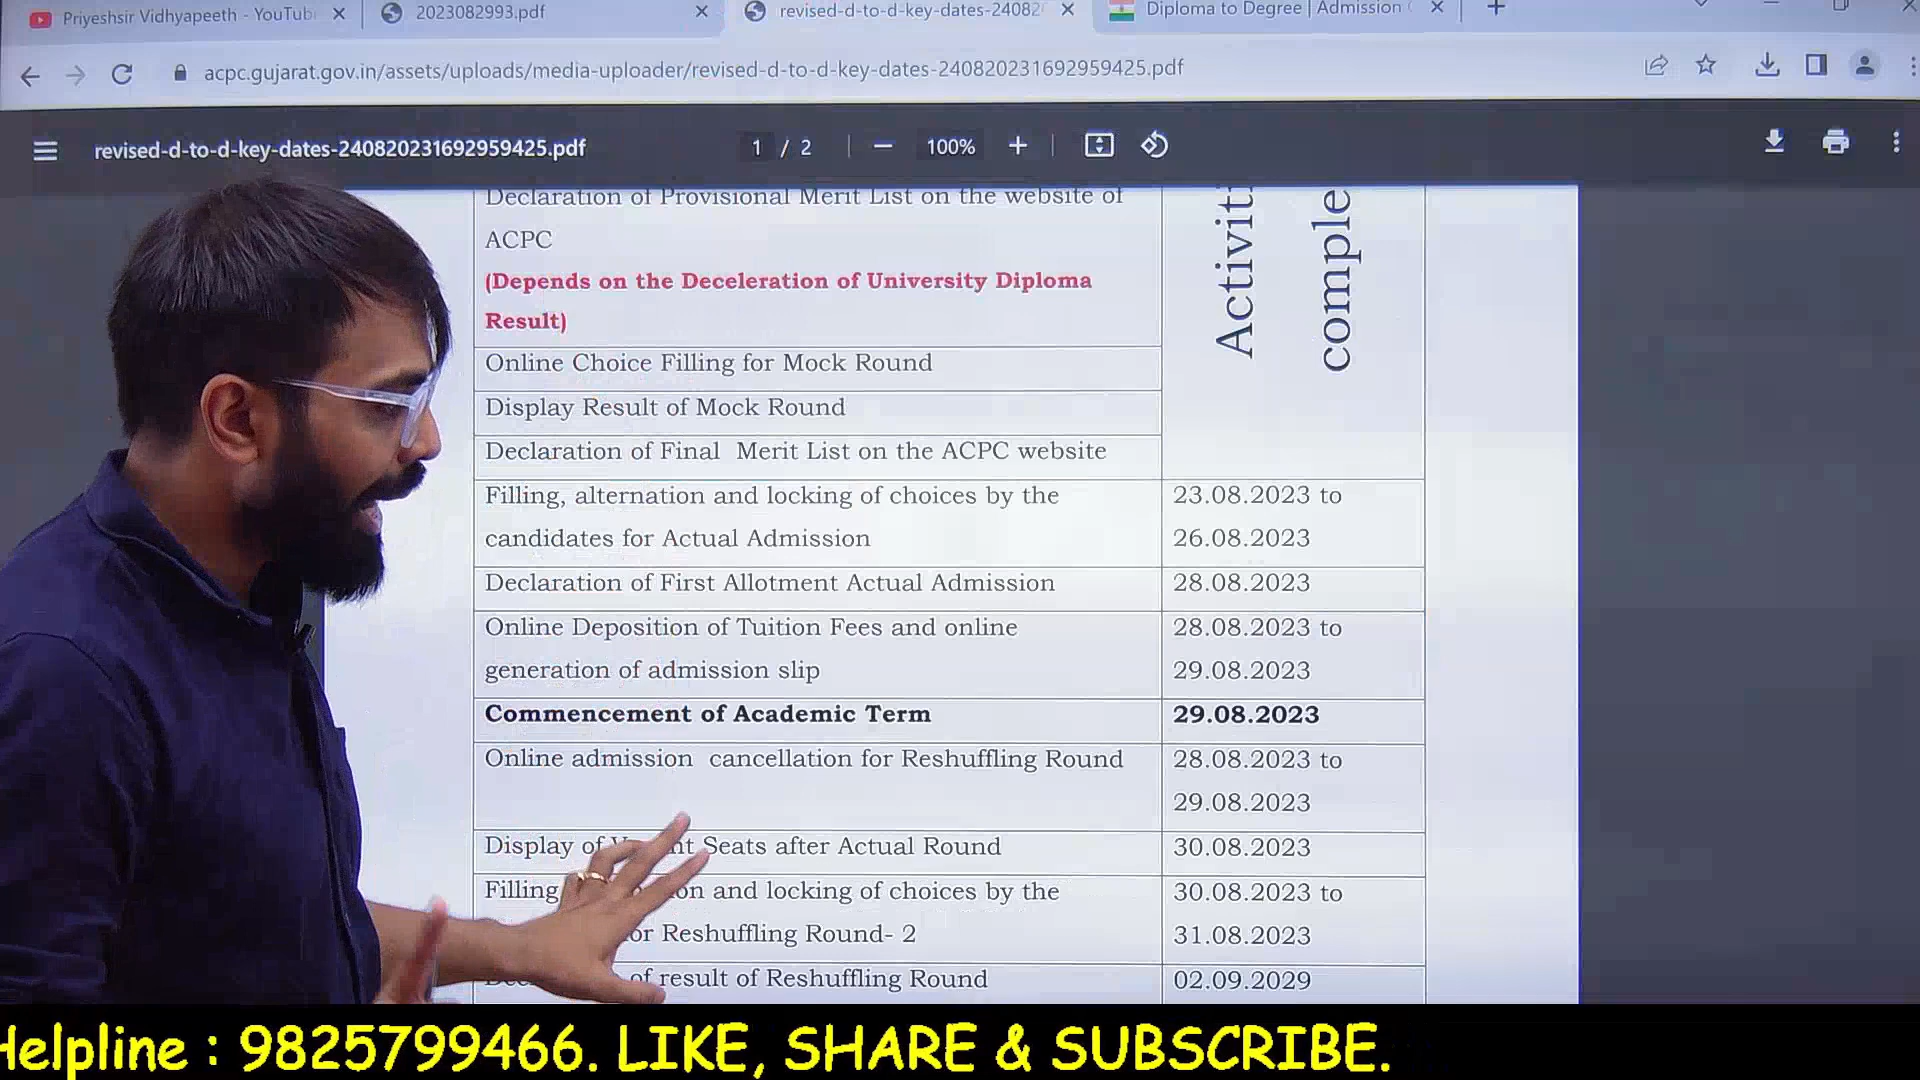 Priyeshsir Vidhyapeeth - YouTub
2023082993.pdf
revised-d-to-d-key-dates-24082
Diploma to Degree | Admission
acpc.gujarat.gov.in/assets/uploads/media-uploader/revised-d-to-d-key-dates-240820231692959425.pdf
revised-d-to-d-key-dates-240820231692959425.pdf
1 / 2
100%
Declaration of Provisional Merit List on the website of
ACPC
(Depends on the Deceleration of University Diploma
Result)
Activit
comple
Online Choice Filling for Mock Round
Display Result of Mock Round
Declaration of Final Merit List on the ACPC website
Filling, alternation and locking of choices by the
candidates for Actual Admission
23.08.2023 to
26.08.2023
Declaration of First Allotment Actual Admission
28.08.2023
Online Deposition of Tuition Fees and online
generation of admission slip
28.08.2023 to
29.08.2023
Commencement of Academic Term
29.08.2023
Online admission cancellation for Reshuffling Round
28.08.2023 to
29.08.2023
Display of Seats after Actual Round
30.08.2023
Filling and locking of choices by the
or Reshuffling Round- 2
30.08.2023 to
31.08.2023
of result of Reshuffling Round
02.09.2029
Helpline : 9825799466. LIKE, SHARE & SUBSCRIBE.